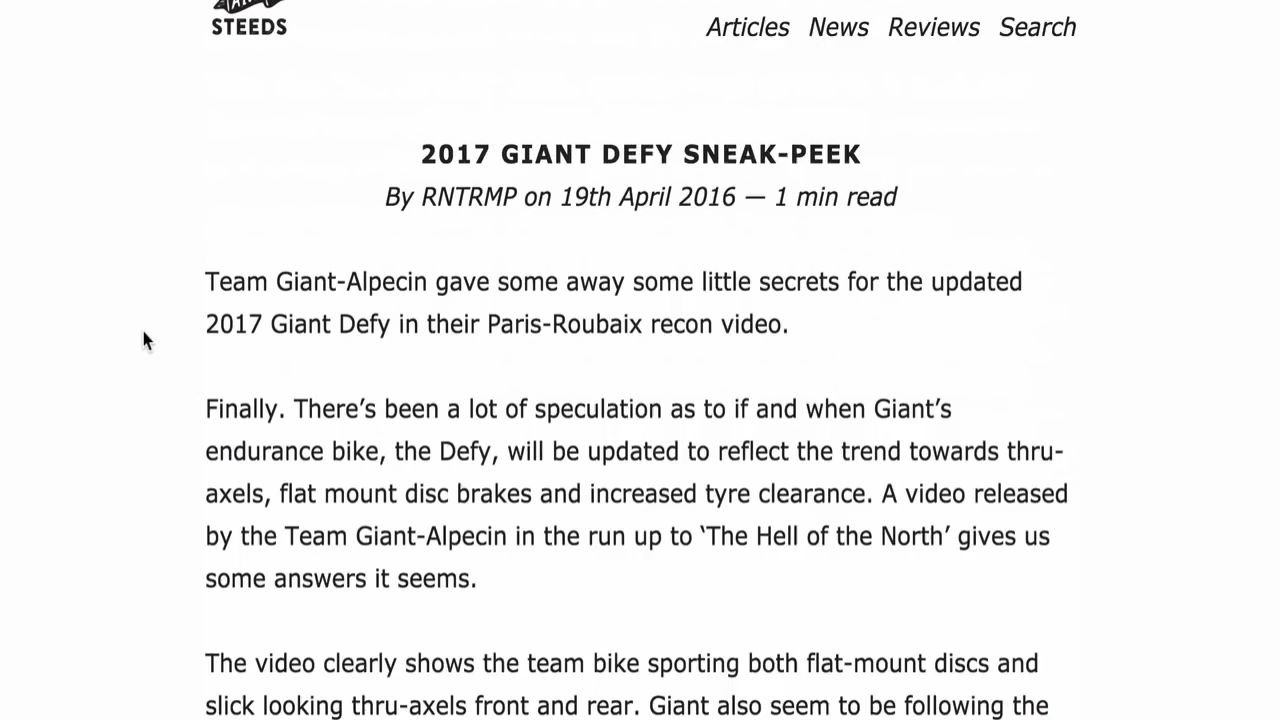 STEEDS
Articles News Reviews Search
2017 GIANT DEFY SNEAK-PEEK
By RNTRMP on 19th April 2016 — 1 min read
Team Giant-Alpecin gave some away some little secrets for the updated
2017 Giant Defy in their Paris-Roubaix recon video.
Finally. There’s been a lot of speculation as to if and when Giant’s
endurance bike, the Defy, will be updated to reflect the trend towards thru-
axels, flat mount disc brakes and increased tyre clearance. A video released
by the Team Giant-Alpecin in the run up to ‘The Hell of the North’ gives us
some answers it seems.
The video clearly shows the team bike sporting both flat-mount discs and
slick looking thru-axels front and rear. Giant also seem to be following the